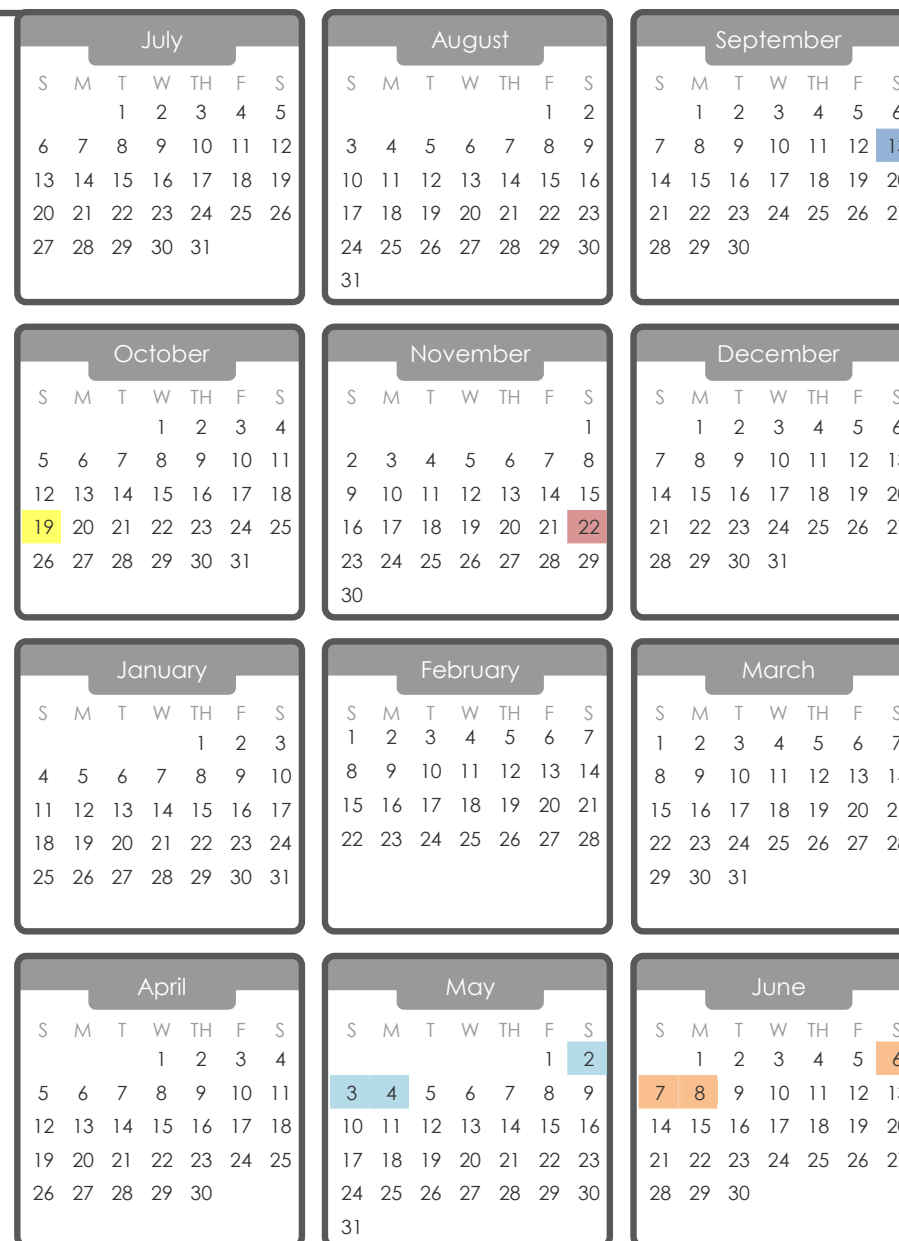 July
S M T W TH F S
1 2 3 4 5
6 7 8 9 10 11 12
13 14 15 16 17 18 19
20 21 22 23 24 25 26
27 28 29 30 31
August
S M T W TH F S
1 2
3 4 5 6 7 8 9
10 11 12 13 14 15 16
17 18 19 20 21 22 23
24 25 26 27 28 29 30
31
September
S M T W TH F S
1 2 3 4 5 6
7 8 9 10 11 12
14 15 16 17 18 19
21 22 23 24 25 26
28 29 30
October
S M T W TH F S
1 2 3 4
5 6 7 8 9 10 11
12 13 14 15 16 17 18
19 20 21 22 23 24 25
26 27 28 29 30 31
November
S M T W TH F S
1
2 3 4 5 6 7 8
9 10 11 12 13 14 15
16 17 18 19 20 21 22
23 24 25 26 27 28 29
30
December
S M T W TH F S
1 2 3 4 5 6
7 8 9 10 11 12
14 15 16 17 18 19
21 22 23 24 25 26
28 29 30 31
January
S M T W TH F S
1 2 3
4 5 6 7 8 9 10
11 12 13 14 15 16 17
18 19 20 21 22 23 24
25 26 27 28 29 30 31
February
S M T W TH F S
1 2 3 4 5 6 7
8 9 10 11 12 13 14
15 16 17 18 19 20 21
22 23 24 25 26 27 28
March
S M T W TH F S
1 2 3 4 5 6 7
8 9 10 11 12 13
15 16 17 18 19 20
22 23 24 25 26 27
29 30 31
April
S M T W TH F S
1 2 3 4
5 6 7 8 9 10 11
12 13 14 15 16 17 18
19 20 21 22 23 24 25
26 27 28 29 30
May
S M T W TH F S
1 2
3 4 5 6 7 8 9
10 11 12 13 14 15 16
17 18 19 20 21 22 23
24 25 26 27 28 29 30
31
June
S M T W TH F S
1 2 3 4 5 6
7 8 9 10 11 12
14 15 16 17 18 19
21 22 23 24 25 26
28 29 30